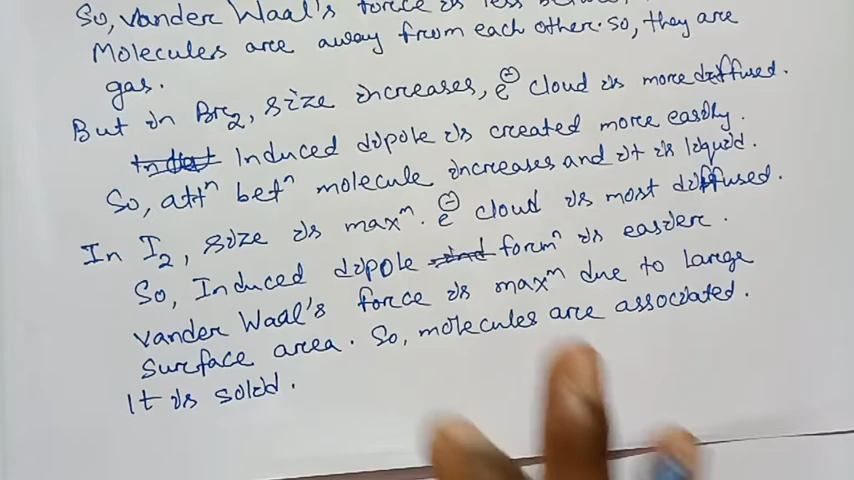 So, vander Waal's force is less
Molecules are away from each other. So, they are
gas.
But in Br2, size increases, e⊖ cloud is more diffused.
Induced dipole is created more easily.
So, attⁿ betⁿ molecule increases and it is liquid.
In I2, size is maxᵐ. e⊖ cloud is most diffused.
So, Induced dipole formⁿ is easier.
vander Waal's force is maxᵐ due to large
surface area. So, molecules are associated.
It is solid.